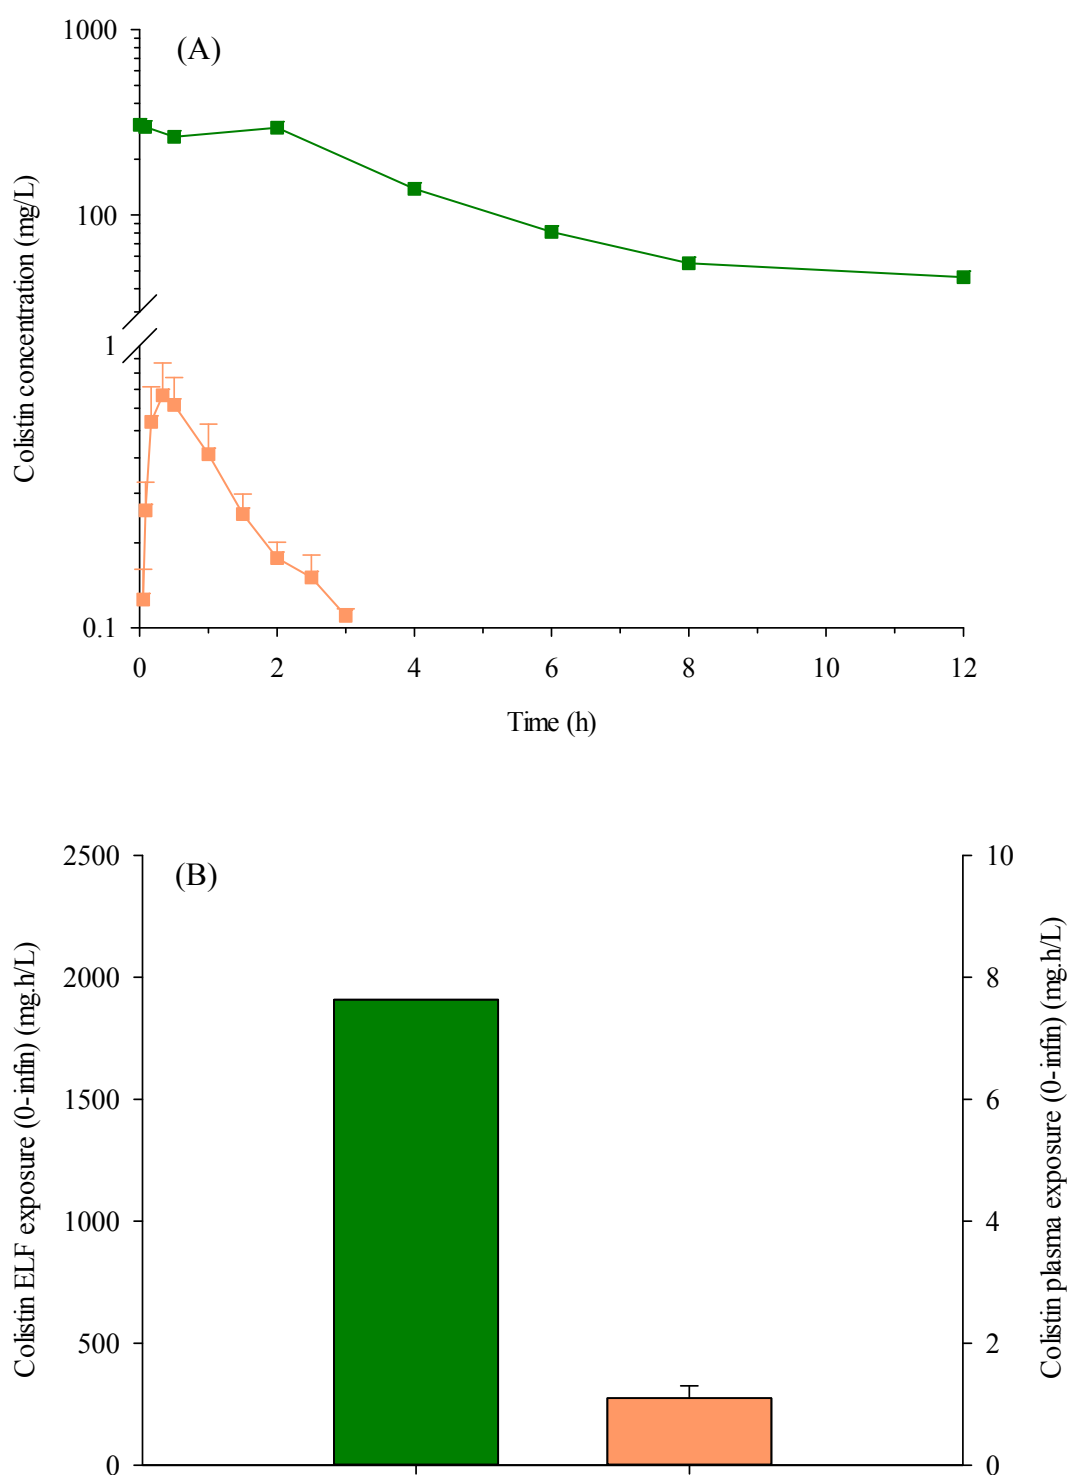 (A)
1000
100
1
0.1
Colistin concentration (mg/L)
0 2 4 6 8 10 12
Time (h)
(B)
2500
2000
1500
1000
500
0
Colistin ELF exposure (0-infin) (mg.h/L)
10
8
6
4
2
0
Colistin plasma exposure (0-infin) (mg.h/L)